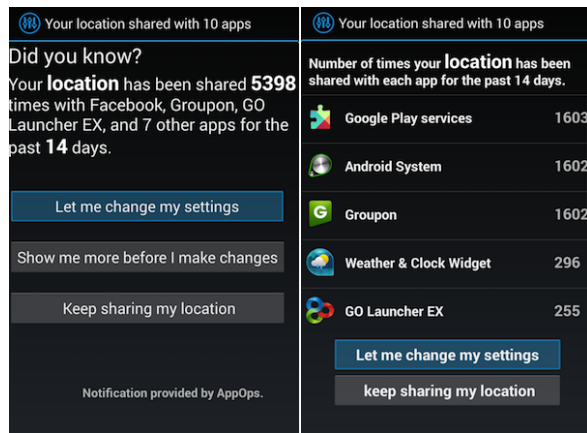 Your location shared with 10 apps
Did you know?
Your location has been shared 5398
times with Facebook, Groupon, GO
Launcher EX, and 7 other apps for the
past 14 days.
Let me change my settings
Show me more before I make changes
Keep sharing my location
Notification provided by AppOps.
Your location shared with 10 apps
Number of times your location has been
shared with each app for the past 14 days.
Google Play services 1603
Android System 1602
G Groupon 1602
Weather & Clock Widget 296
GO Launcher EX 255
Let me change my settings
keep sharing my location